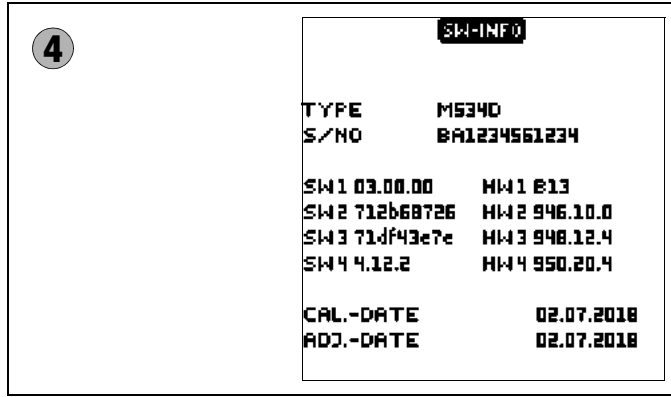 4
SW-INFO
TYPE M534D
S/NO BA1234561234
SW1 03.00.00 HW1 B13
SW2 712b68726 HW2 946.10.0
SW3 71df43e7e HW3 948.12.4
SW4 4.12.2 HW4 950.20.4
CAL.-DATE 02.07.2018
ADJ.-DATE 02.07.2018